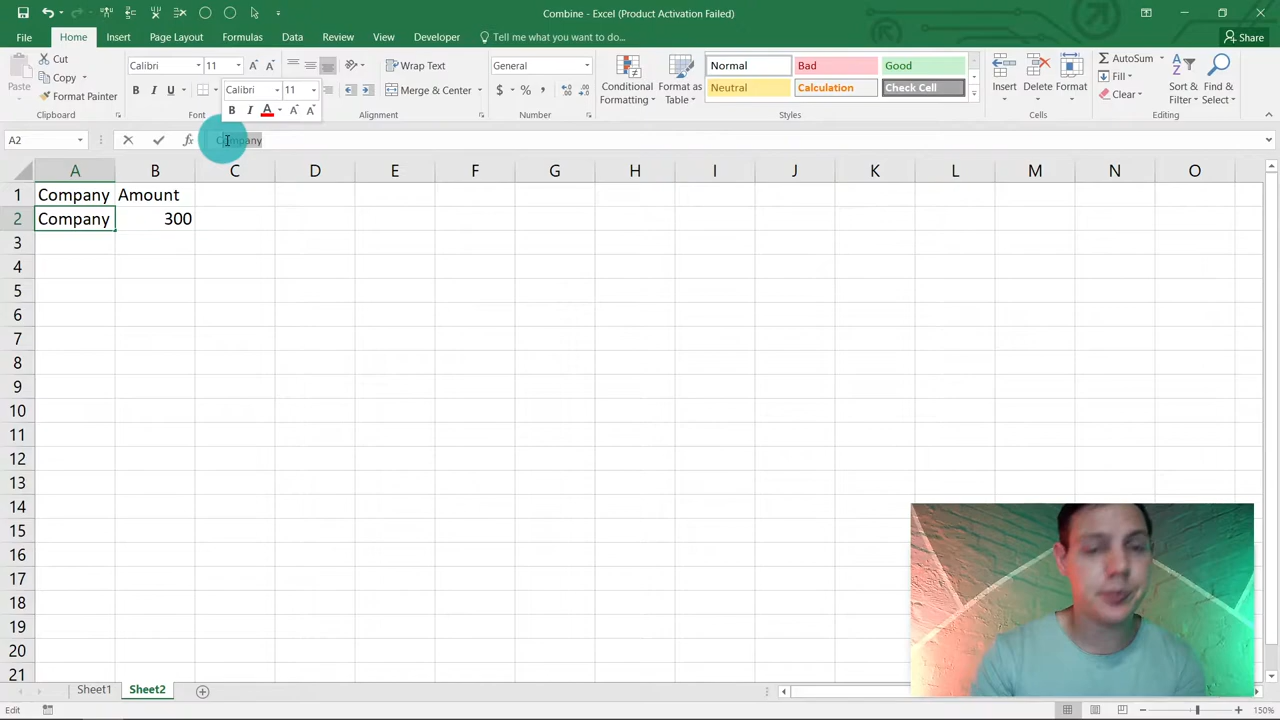 Combine - Excel (Product Activation Failed)
File Home Insert Page Layout Formulas Data Review View Developer Tell me what you want to do... Share
Paste Cut Copy Format Painter Clipboard
Calibri 11 B I U Font
Calibri 11
B I A
Wrap Text
Merge & Center
Alignment
General
$ % ,
Number
Conditional Formatting
Format as Table
Normal Bad Good
Neutral Calculation Check Cell
Styles
Insert Delete Format
Cells
AutoSum
Fill
Clear
Sort & Filter
Find & Select
Editing
A2 fx Company
A B C D E F G H I J K L M N O
1 Company Amount
2 Company 300
3
4
5
6
7
8
9
10
11
12
13
14
15
16
17
18
19
20
21
Sheet1 Sheet2
Edit 150%